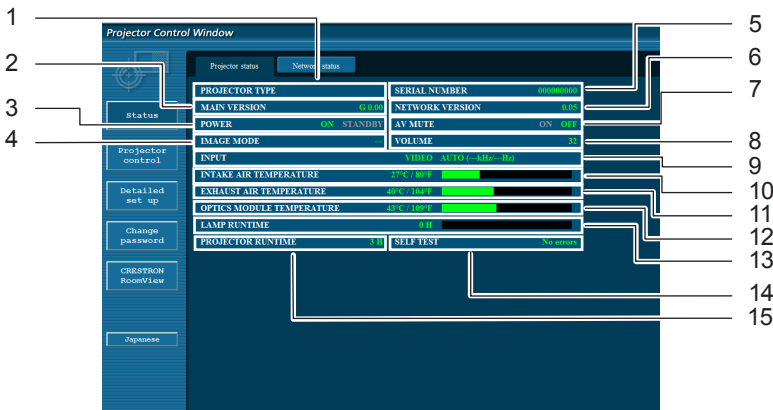 1
2
3
4
Projector Control Window
Projector status
Network status
Status
Projector control
Detailed set up
Change password
CRESTRON RoomView
Japanese
PROJECTOR TYPE
SERIAL NUMBER 000000000
MAIN VERSION G 0.00
NETWORK VERSION 0.05
POWER ON STANDBY
AV MUTE ON OFF
IMAGE MODE ---
VOLUME 32
INPUT VIDEO AUTO (---kHz/---Hz)
INTAKE AIR TEMPERATURE 27°C / 80°F
EXHAUST AIR TEMPERATURE 40°C / 104°F
OPTICS MODULE TEMPERATURE 43°C / 109°F
LAMP RUNTIME 0 H
PROJECTOR RUNTIME 3 H
SELF TEST No errors
5
6
7
8
9
10
11
12
13
14
15